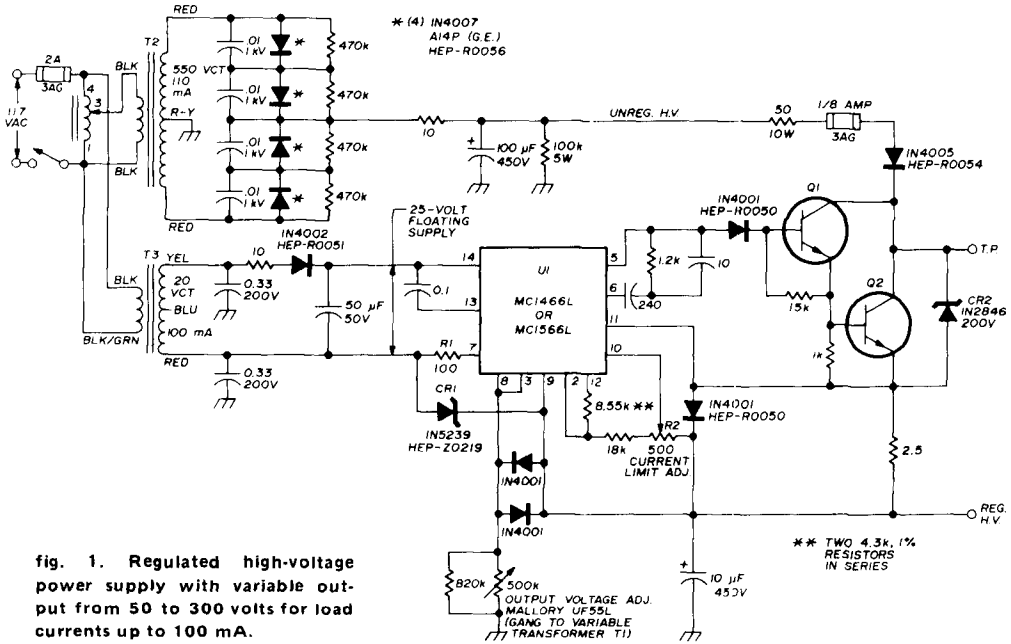 RED
* (4) IN4007
A14P (G.E.)
HEP-R0056
2A
3AG
BLK
T2
.01
1 kV
*
470k
550 VCT
110
mA
.01
1 kV
*
470k
117
VAC
4
3
1
R-Y
10
UNREG. H.V.
50
10W
1/8 AMP
3AG
+
100 µF
450V
100k
5W
.01
1 kV
*
470k
IN4005
HEP-R0054
BLK
.01
1 kV
*
470k
RED
IN4002
HEP-R0051
25-VOLT
FLOATING
SUPPLY
IN4001
HEP-R0050
Q1
T3
YEL
10
14
U1
5
1.2k
10
T.P.
BLK
20
VCT
0.33
200V
50 µF
50V
0.1
13
MC1466L
OR
MC1566L
6
240
15k
Q2
CR2
IN2846
200V
BLU
100 mA
11
BLK/GRN
RED
R1
100
7
10
1k
0.33
200V
8
3
9
2
12
CR1
8.55k **
IN4001
HEP-R0050
IN5239
HEP-Z0219
18k
R2
500
CURRENT
LIMIT ADJ.
2.5
IN4001
IN4001
REG.
H.V.
** TWO 4.3k, 1%
RESISTORS
IN SERIES
820k
500k
+
10 µF
450V
OUTPUT VOLTAGE ADJ.
MALLORY UF55L
(GANG TO VARIABLE
TRANSFORMER T1)
fig. 1. Regulated high-voltage
power supply with variable out-
put from 50 to 300 volts for load
currents up to 100 mA.